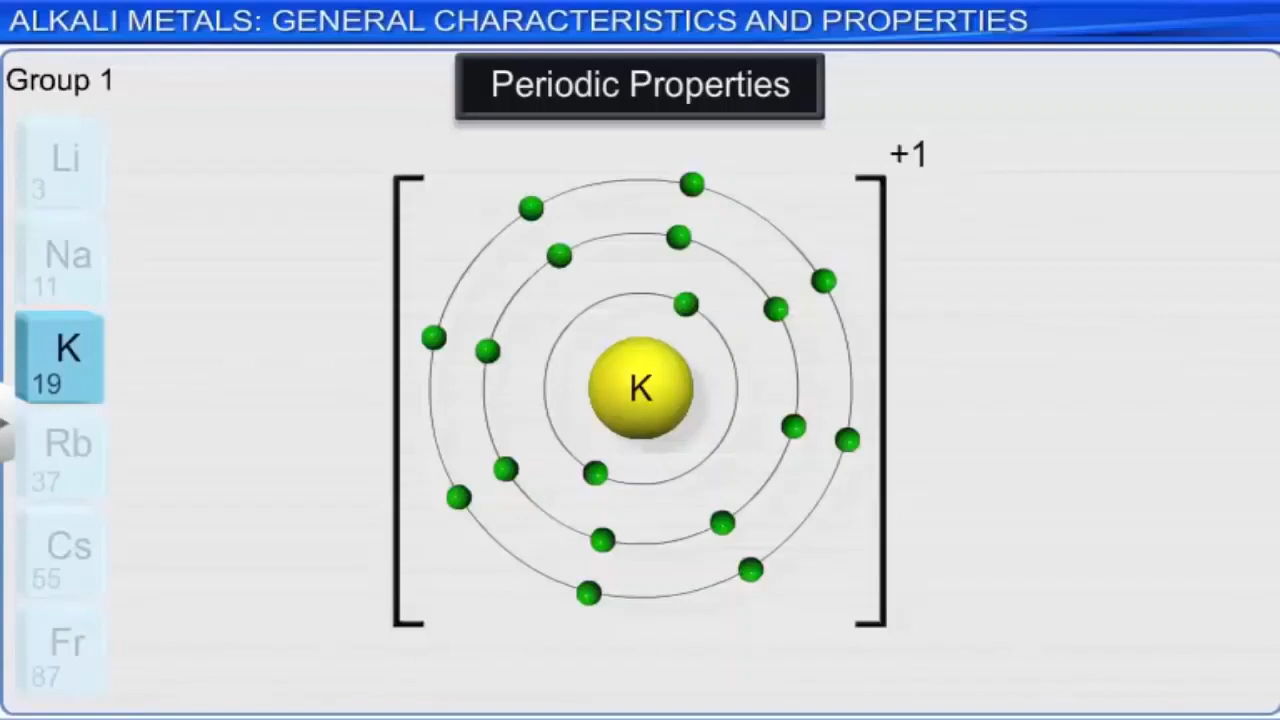 ALKALI METALS: GENERAL CHARACTERISTICS AND PROPERTIES
Group 1
Periodic Properties
+1
Li
3
Na
11
K
19
Rb
37
Cs
55
Fr
87
K